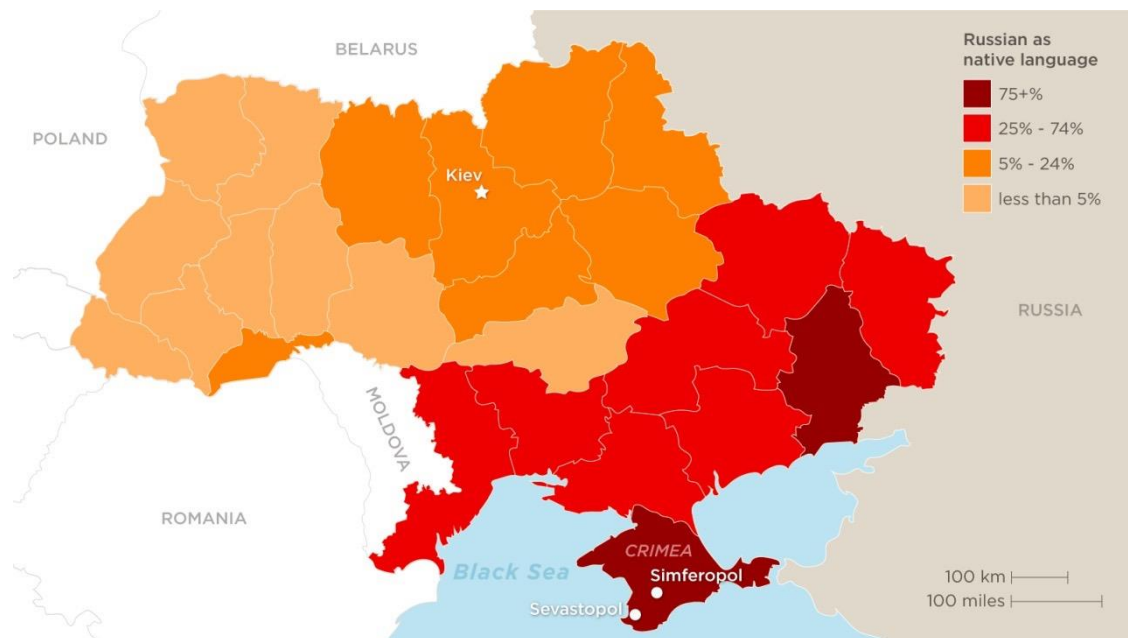 BELARUS
Russian as
native language
75+%
25% - 74%
5% - 24%
less than 5%
POLAND
Kiev
RUSSIA
MOLDOVA
ROMANIA
CRIMEA
Black Sea
Simferopol
Sevastopol
100 km
100 miles